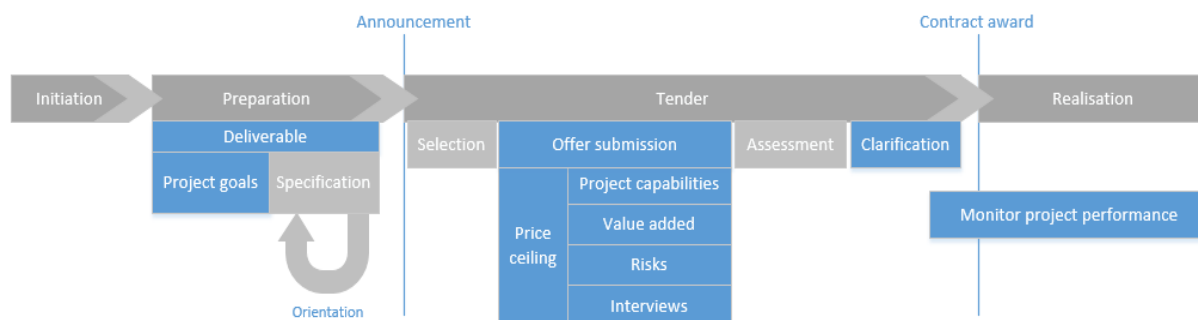 Announcement
Contract award
Initiation
Preparation
Tender
Realisation
Deliverable
Selection
Offer submission
Assessment
Clarification
Project goals
Specification
Price
ceiling
Project capabilities
Value added
Risks
Interviews
Monitor project performance
Orientation